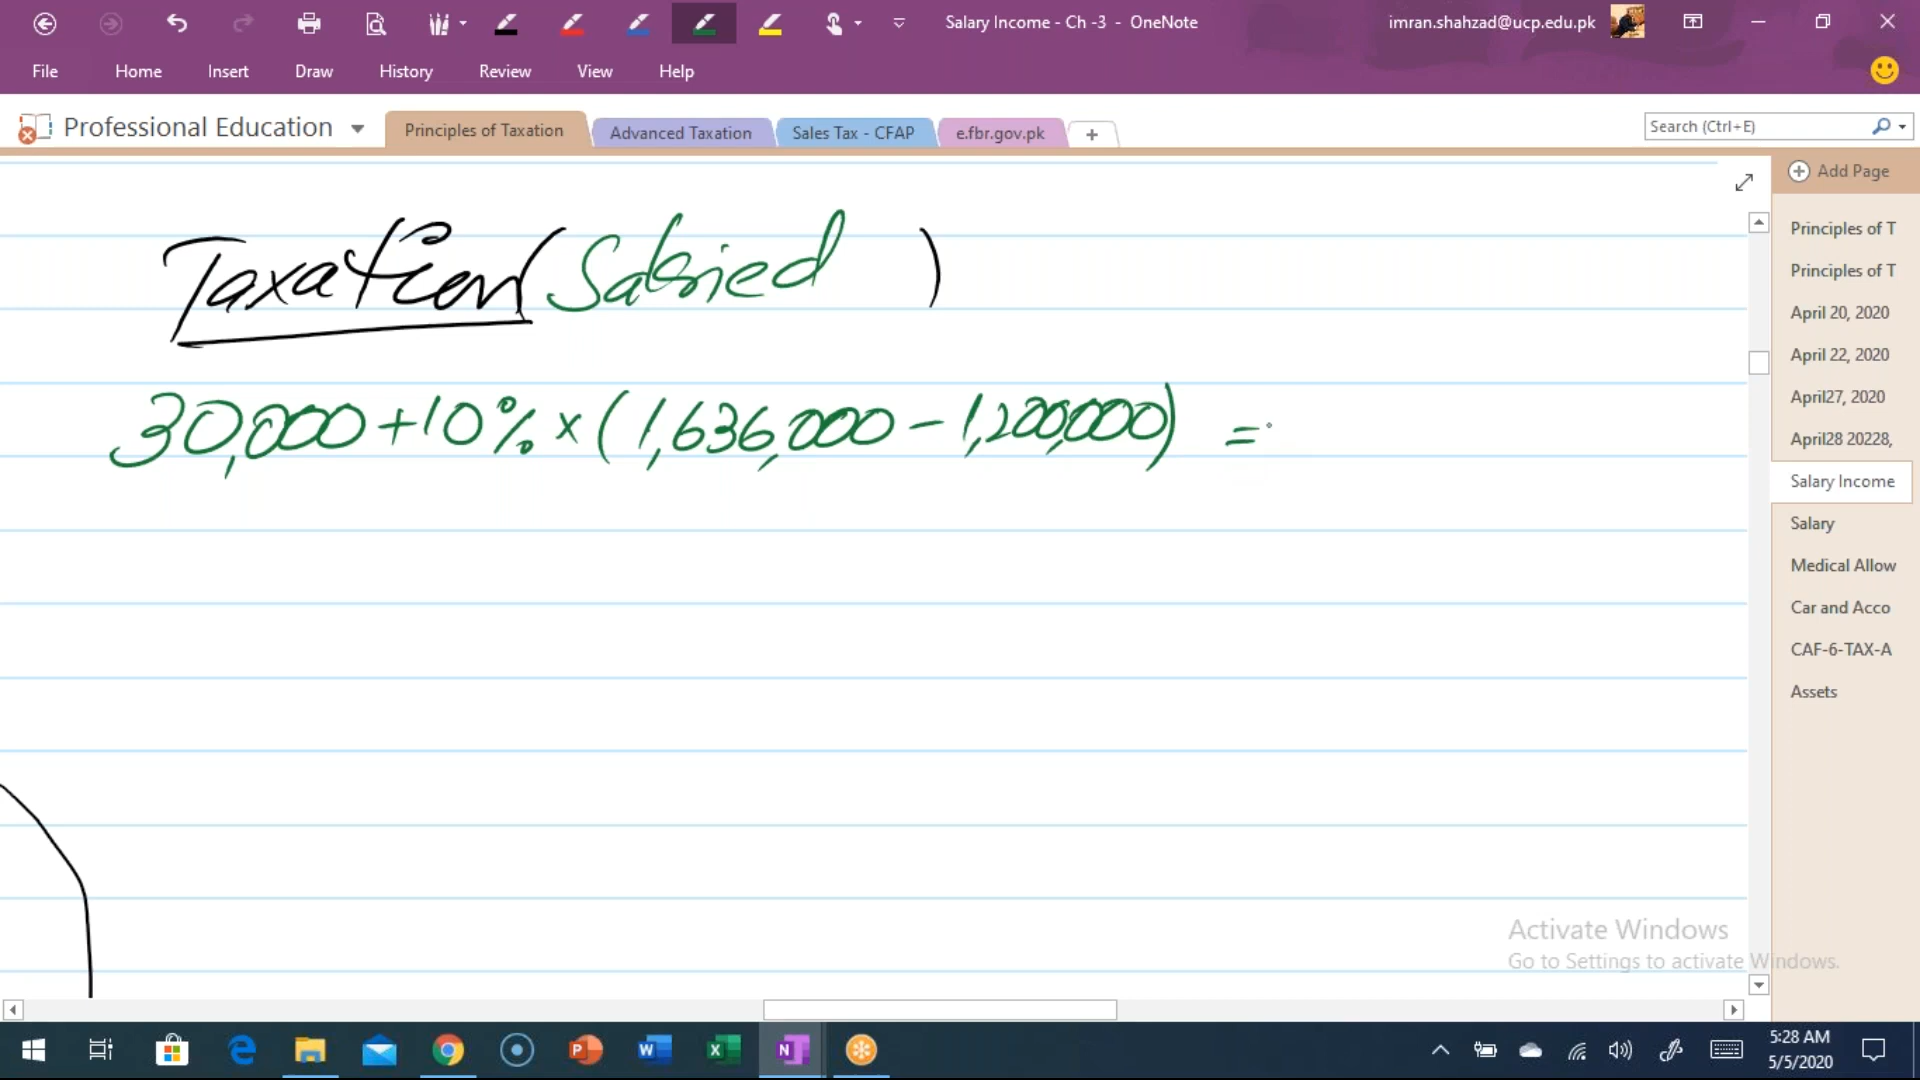 Salary Income - Ch -3 - OneNote
imran.shahzad@ucp.edu.pk
File Home Insert Draw History Review View Help
Professional Education
Principles of Taxation
Advanced Taxation
Sales Tax - CFAP
e.fbr.gov.pk
Search (Ctrl+E)
Add Page
Taxation (Salaried )
30,000 + 10% × (1,636,000 - 1,200,000) =
Principles of T
Principles of T
April 20, 2020
April 22, 2020
April27, 2020
April28 20228,
Salary Income
Salary
Medical Allow
Car and Acco
CAF-6-TAX-A
Assets
Activate Windows
Go to Settings to activate Windows.
5:28 AM
5/5/2020